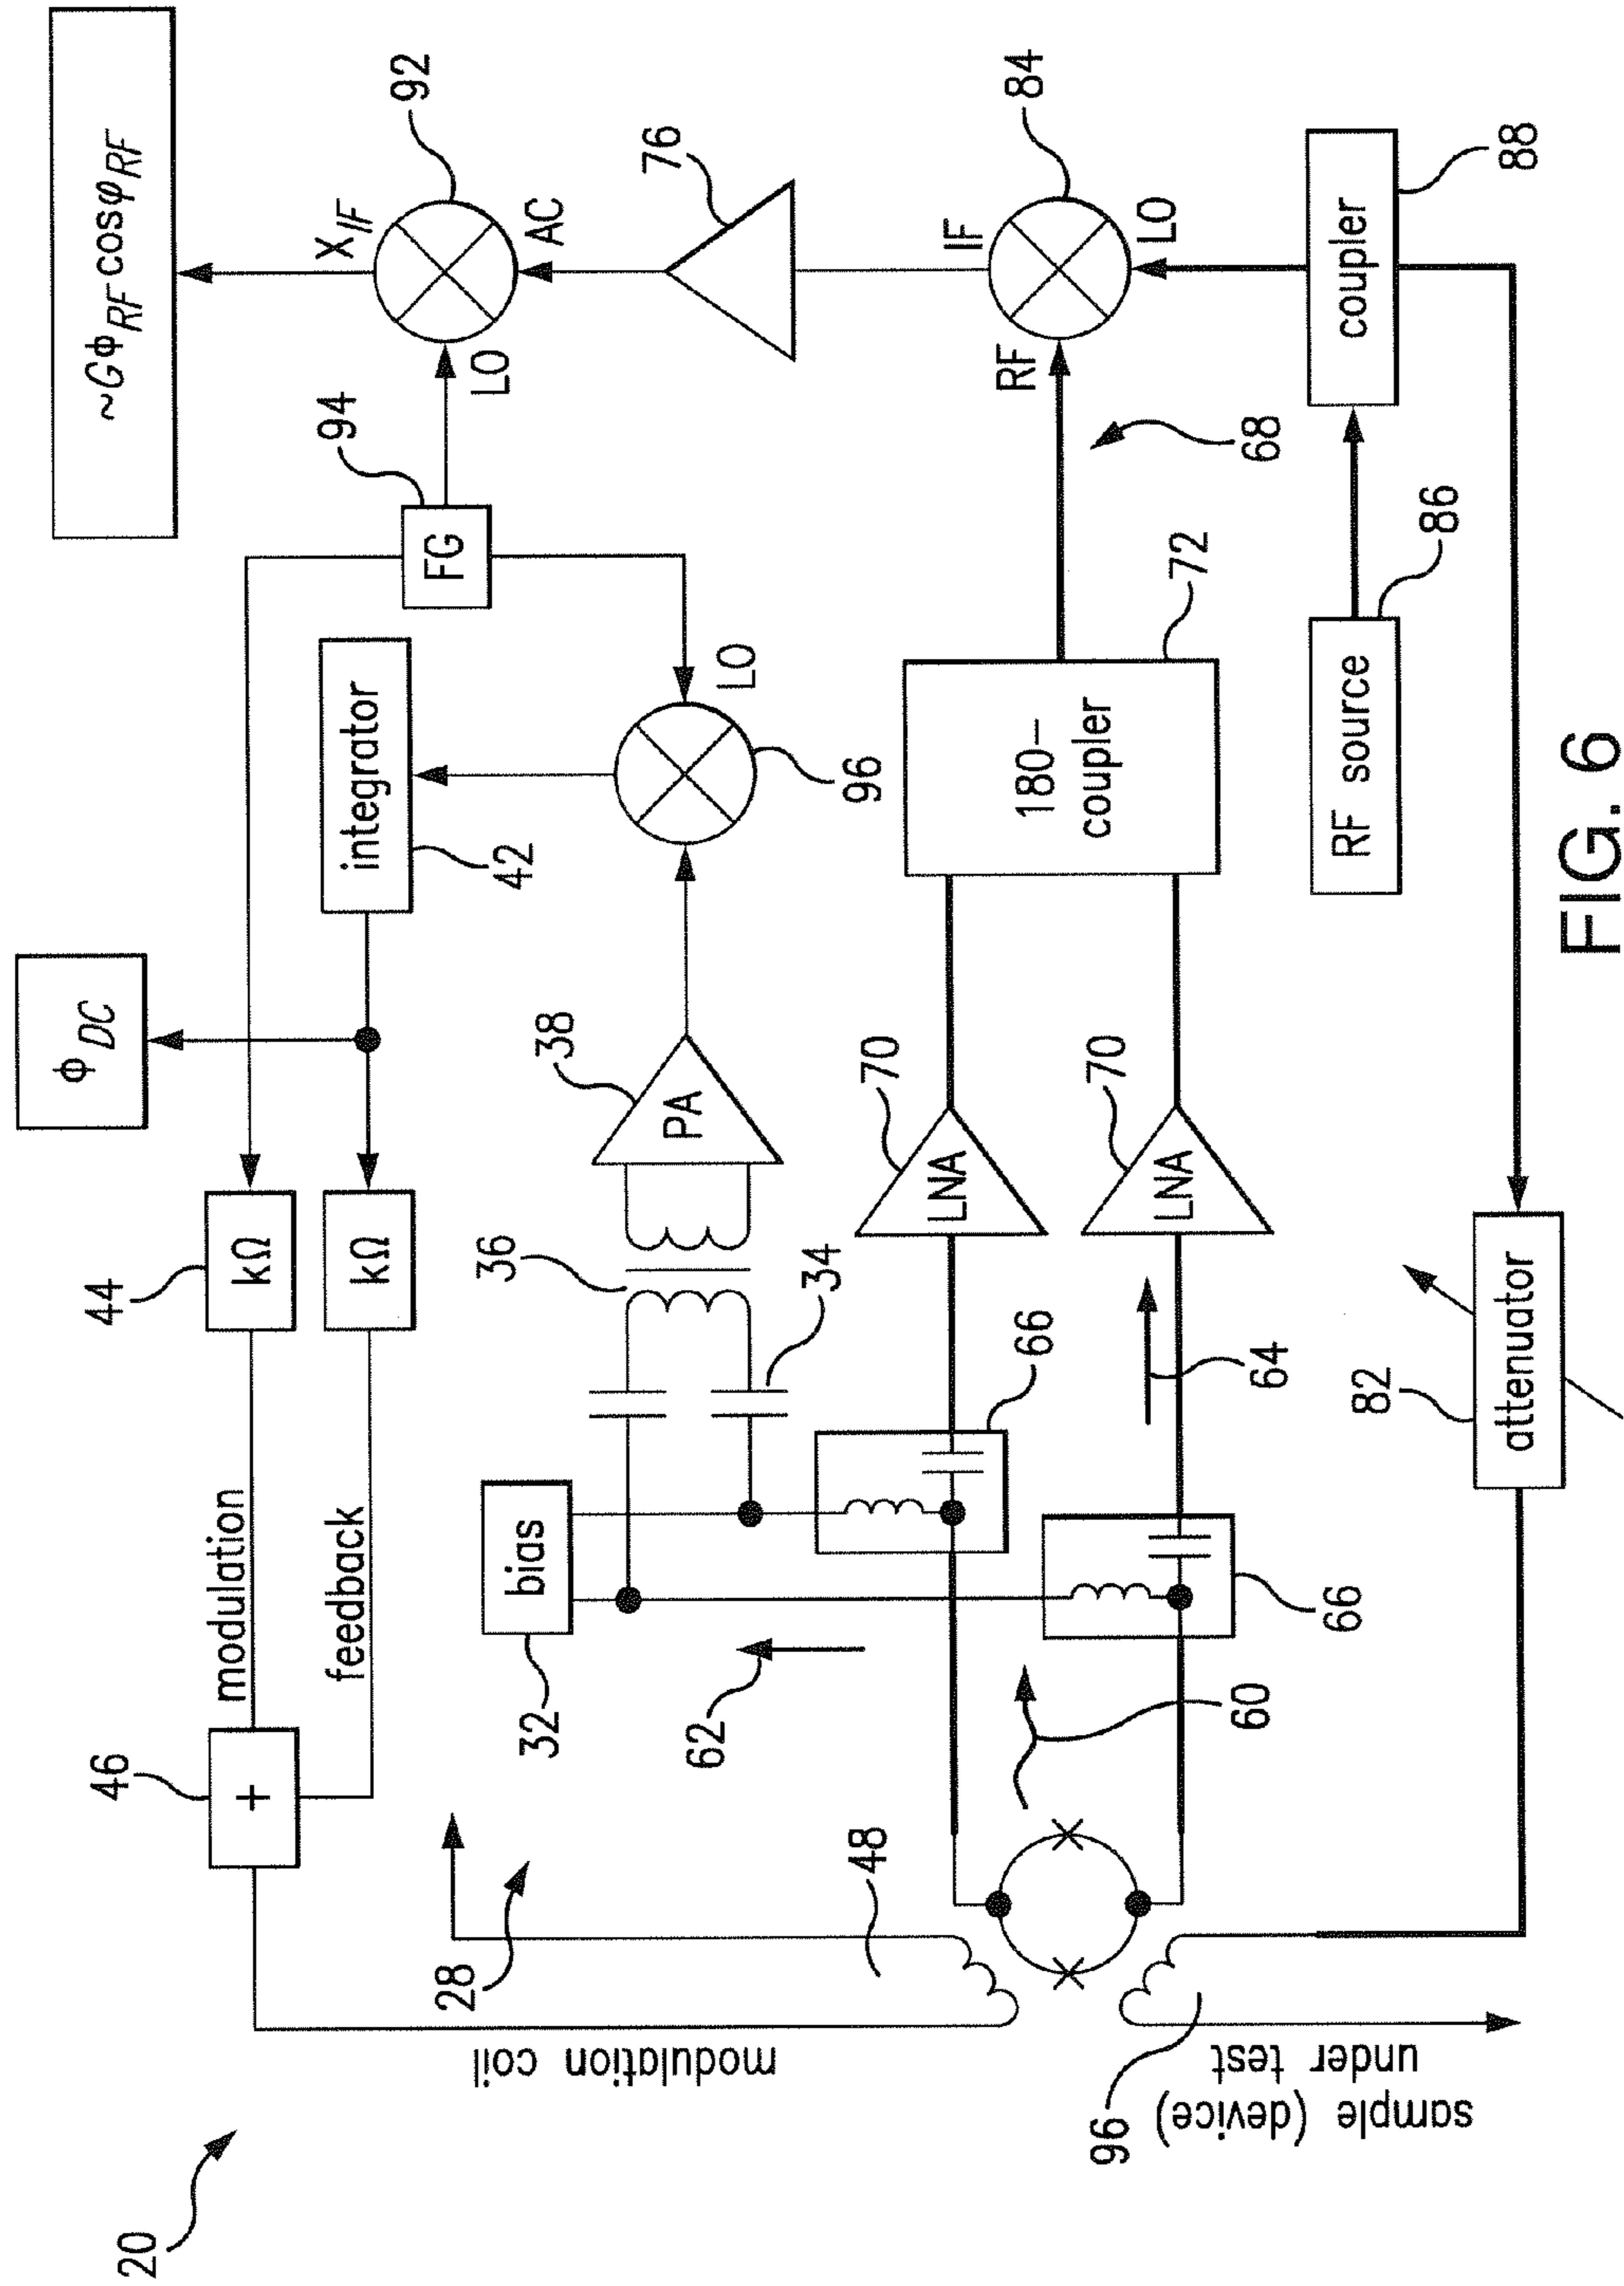 20
46
+
modulation
feedback
44
kΩ
kΩ
ϕDC
integrator
42
FG
94
LO
XIF
92
AC
~GϕRF cosφRF
28
modulation coil
48
32
bias
62
36
34
38
PA
LO
96
76
60
66
66
64
70
LNA
70
LNA
180-
coupler
72
68
RF
IF
84
LO
96
sample (device)
under test
82
attenuator
RF source
86
coupler
88
FIG. 6